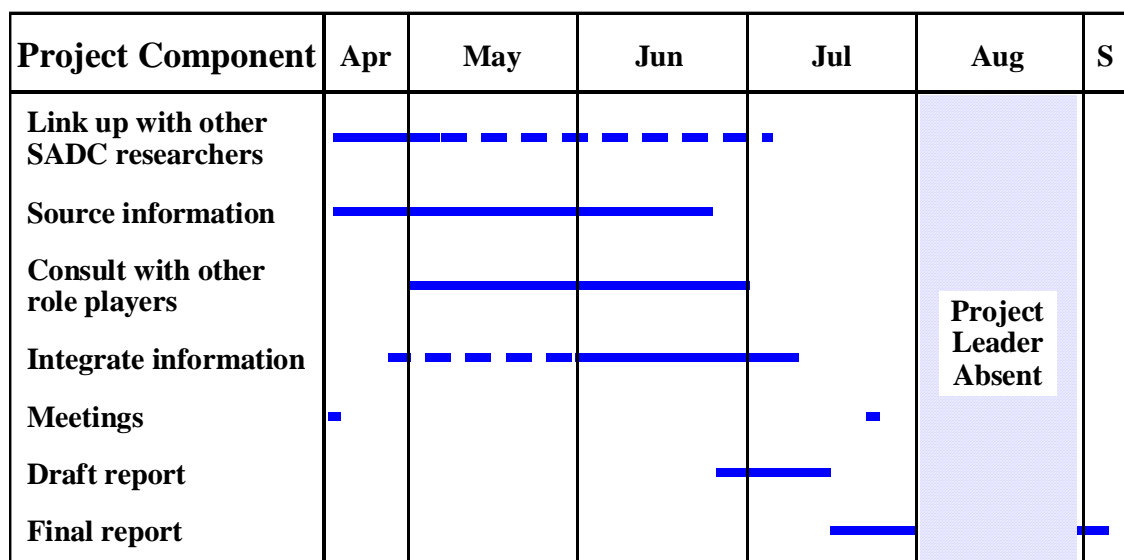 Project Component Apr May Jun Jul Aug S
Link up with other
SADC researchers
Source information
Consult with other
role players
Integrate information
Meetings
Draft report
Final report
Project
Leader
Absent